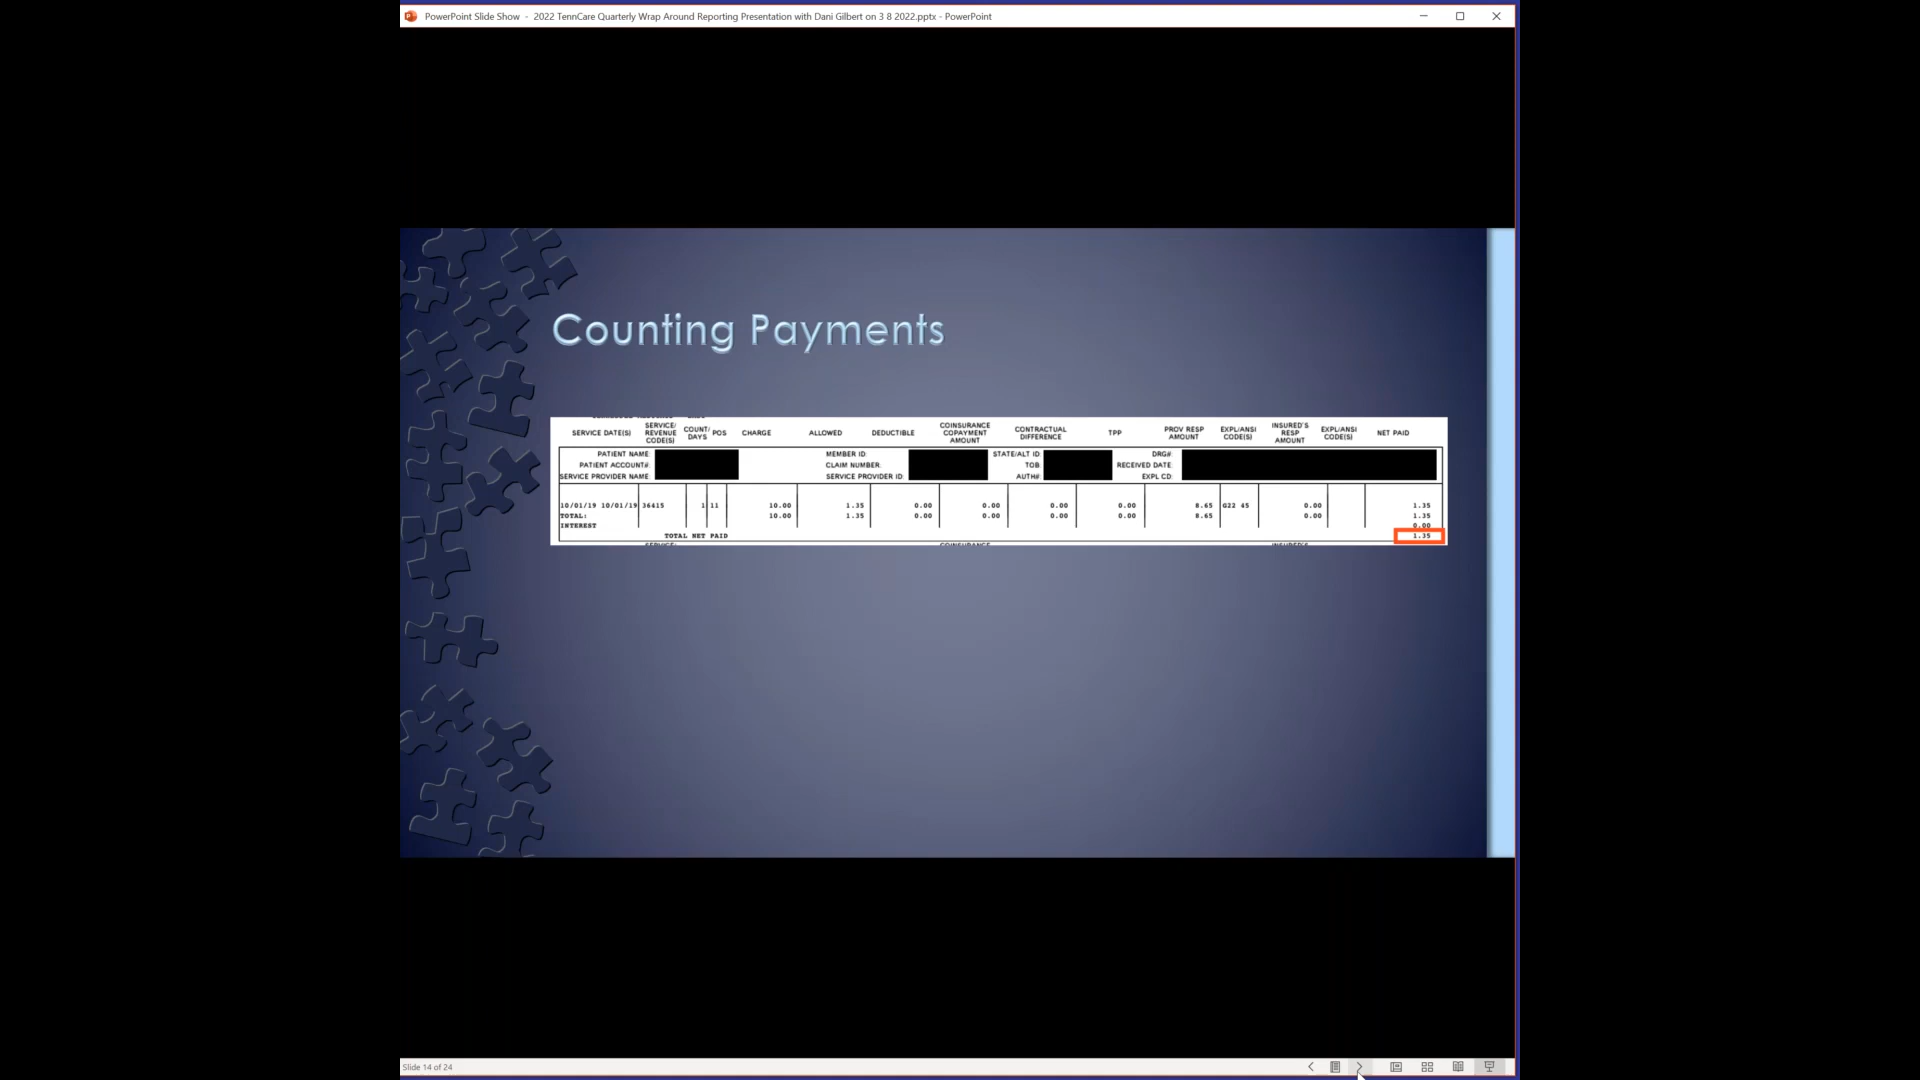 PowerPoint Slide Show - 2022 TennCare Quarterly Wrap Around Reporting Presentation with Dani Gilbert on 3 8 2022.pptx - PowerPoint
Counting Payments
SERVICE DATE(S) SERVICE/ REVENUE CODE(S) COUNT/ DAYS POS CHARGE ALLOWED DEDUCTIBLE COINSURANCE COPAYMENT AMOUNT CONTRACTUAL DIFFERENCE TPP PROV RESP AMOUNT EXPL/ANSI CODE(S) INSURED'S RESP AMOUNT EXPL/ANSI CODE(S) NET PAID
PATIENT NAME: MEMBER ID: STATE/ALT ID DRG#:
PATIENT ACCOUNT#: CLAIM NUMBER: TOB RECEIVED DATE:
SERVICE PROVIDER NAME: SERVICE PROVIDER ID: AUTH# EXPL CD:
10/01/19 10/01/19 36415 1 11 10.00 1.35 0.00 0.00 0.00 0.00 8.65 G22 45 0.00 1.35
TOTAL: 10.00 1.35 0.00 0.00 0.00 0.00 8.65 0.00 1.35
INTEREST 0.00
TOTAL NET PAID 1.35
Slide 14 of 24